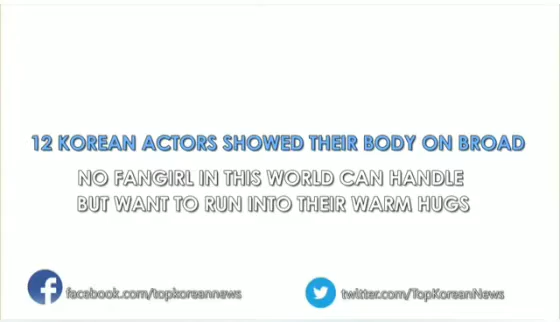 12 KOREAN ACTORS SHOWED THEIR BODY ON BROAD
NO FANGIRL IN THIS WORLD CAN HANDLE
BUT WANT TO RUN INTO THEIR WARM HUGS
facebook.com/topkoreannews
twitter.com/TopKoreanNews